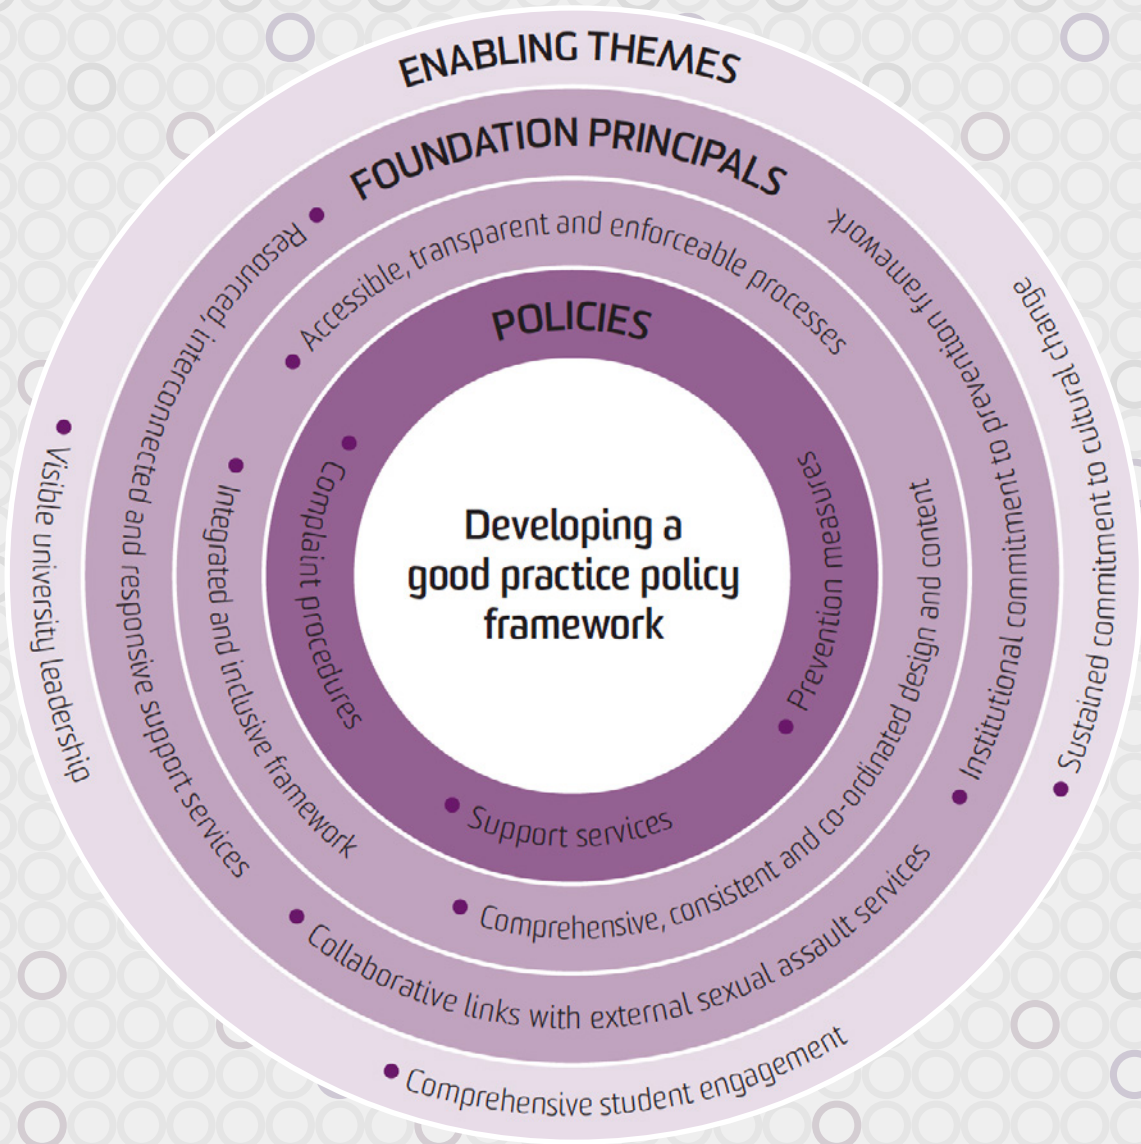 ENABLING THEMES
• Visible university leadership
• Comprehensive student engagement
• Sustained commitment to cultural change
FOUNDATION PRINCIPALS
• Resourced, interconnected and responsive support services
• Collaborative links with external sexual assault services
• Institutional commitment to prevention framework
• Accessible, transparent and enforceable processes
• Integrated and inclusive framework
• Comprehensive, consistent and co-ordinated design and content
POLICIES
• Complaint procedures
• Support services
• Prevention measures
Developing a
good practice policy
framework